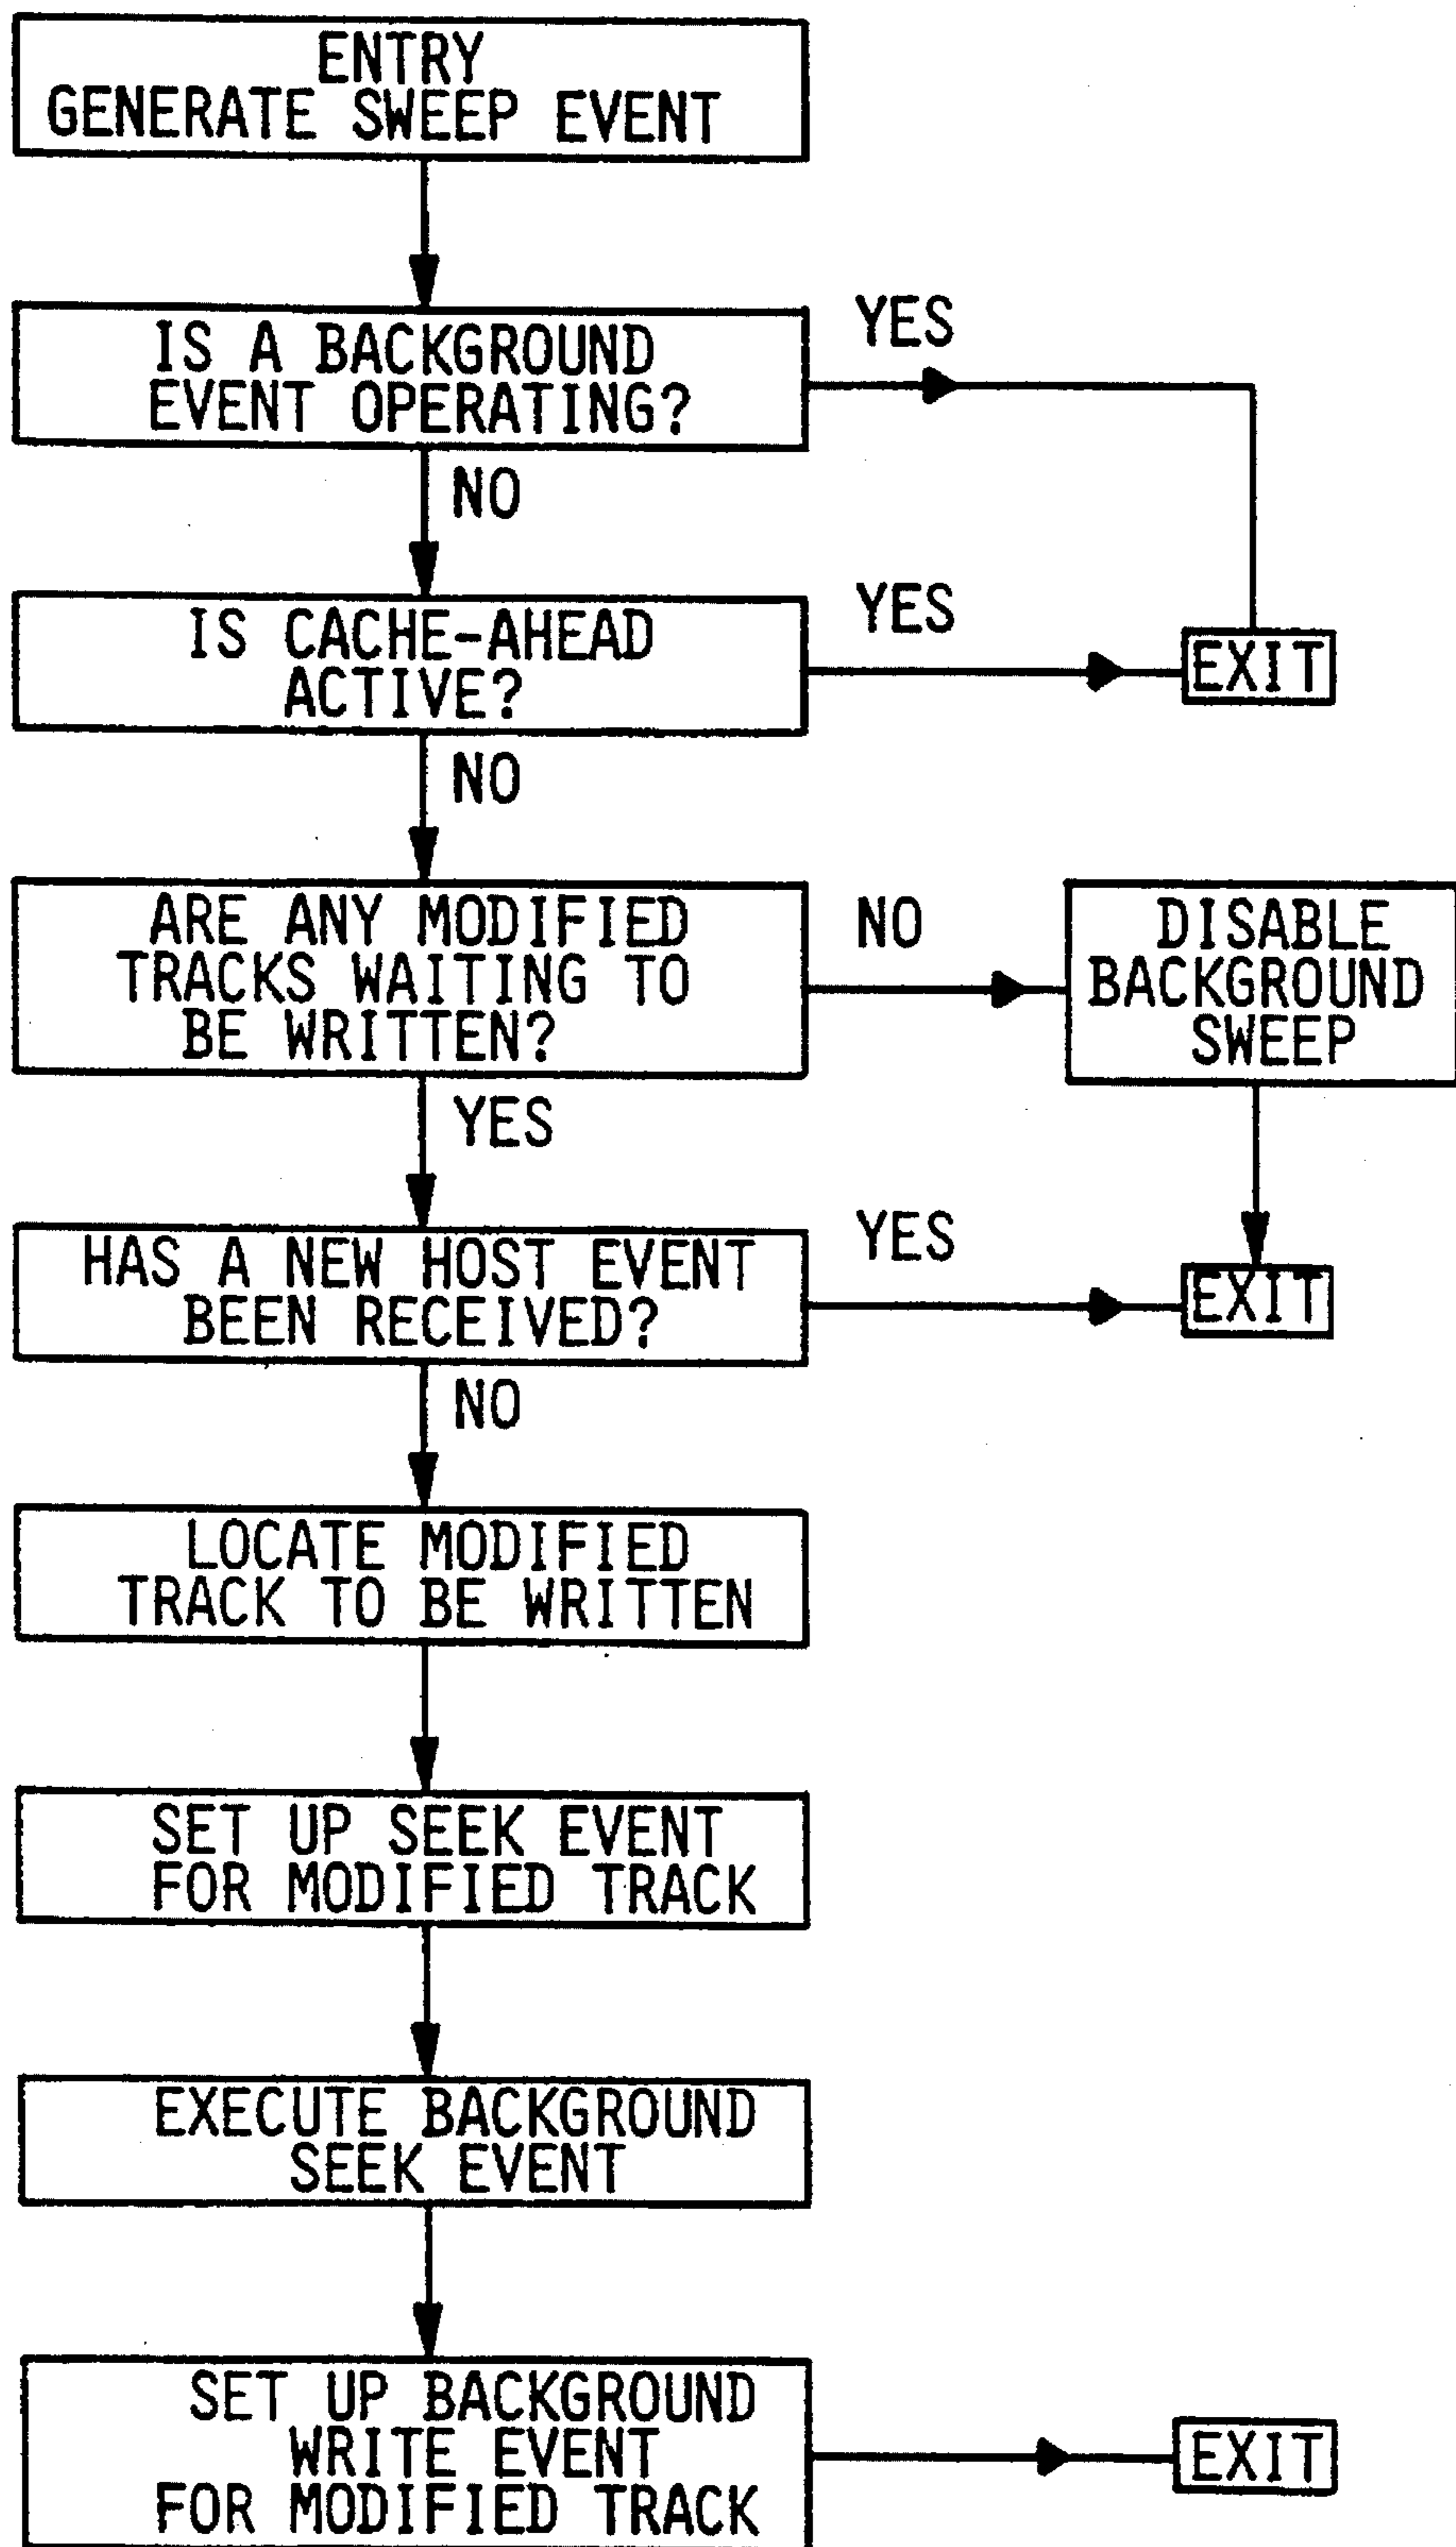 ENTRY
GENERATE SWEEP EVENT
IS A BACKGROUND
EVENT OPERATING?
YES
NO
IS CACHE-AHEAD
ACTIVE?
YES
EXIT
NO
ARE ANY MODIFIED
TRACKS WAITING TO
BE WRITTEN?
NO
DISABLE
BACKGROUND
SWEEP
YES
HAS A NEW HOST EVENT
BEEN RECEIVED?
YES
EXIT
NO
LOCATE MODIFIED
TRACK TO BE WRITTEN
SET UP SEEK EVENT
FOR MODIFIED TRACK
EXECUTE BACKGROUND
SEEK EVENT
SET UP BACKGROUND
WRITE EVENT
FOR MODIFIED TRACK
EXIT